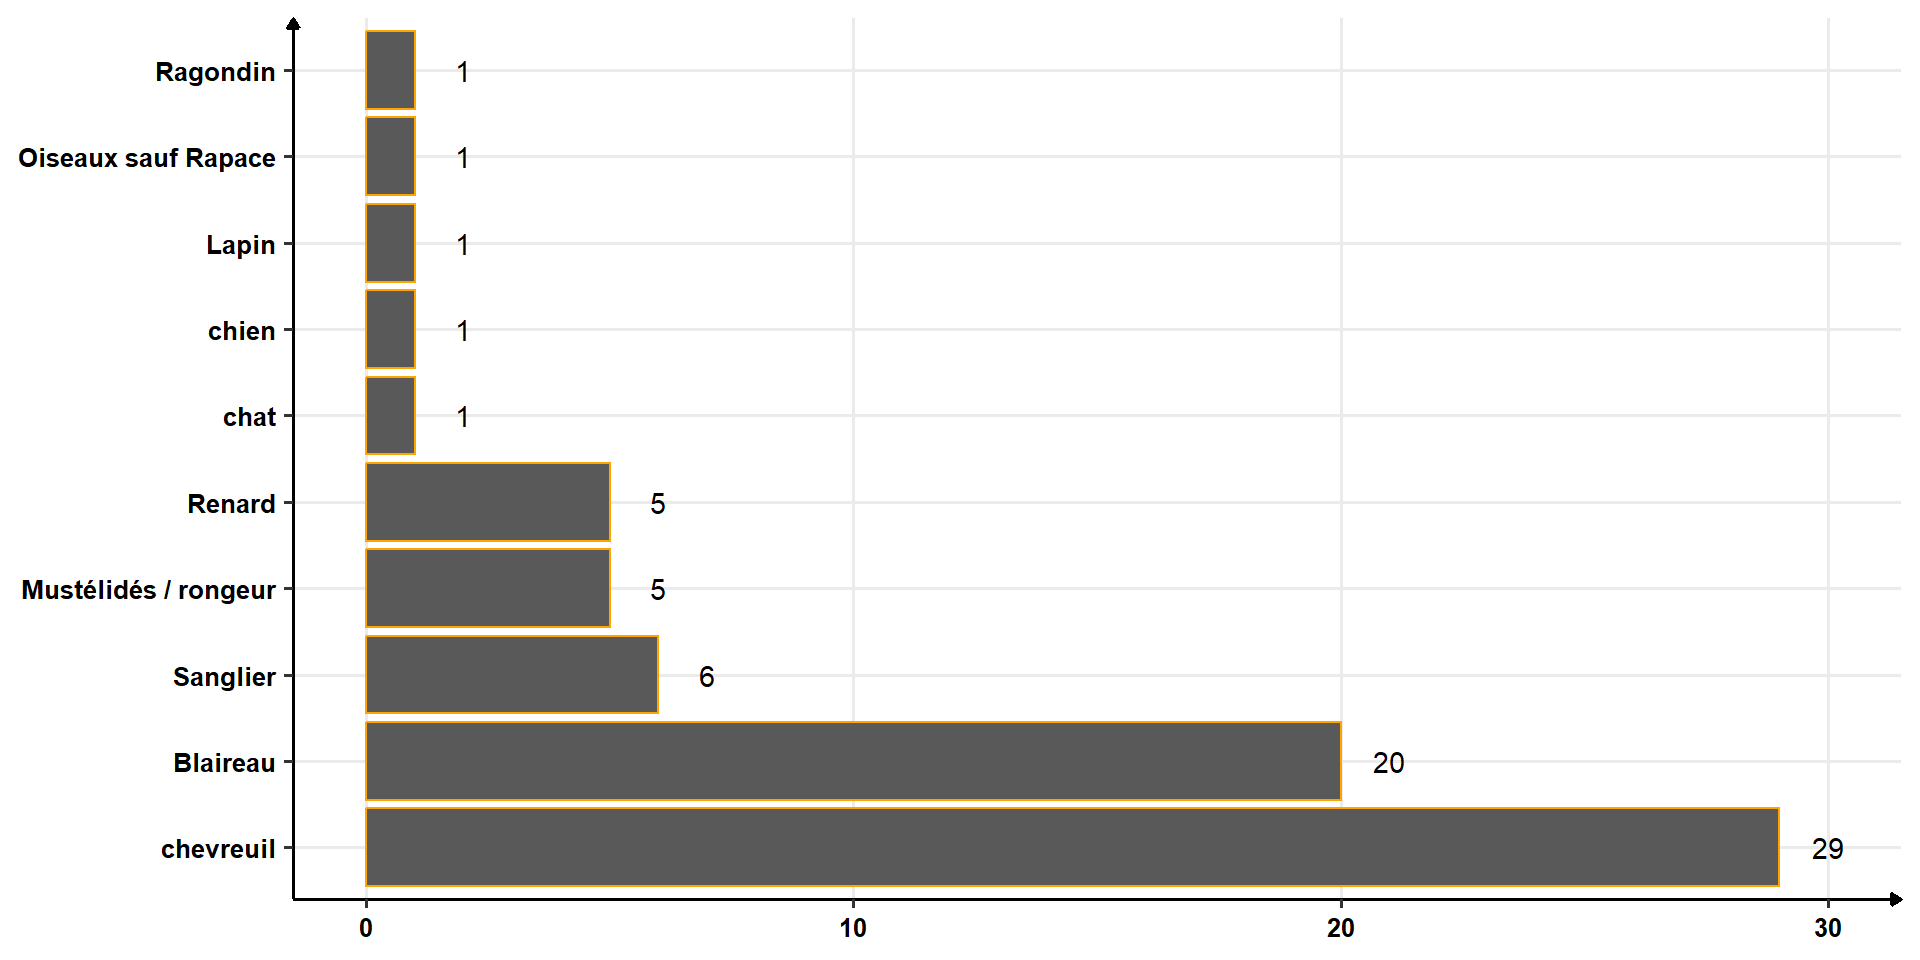 Ragondin 1
Oiseaux sauf Rapace 1
Lapin 1
chien 1
chat 1
Renard 5
Mustélidés / rongeur 5
Sanglier 6
Blaireau 20
chevreuil 29
0 10 20 30